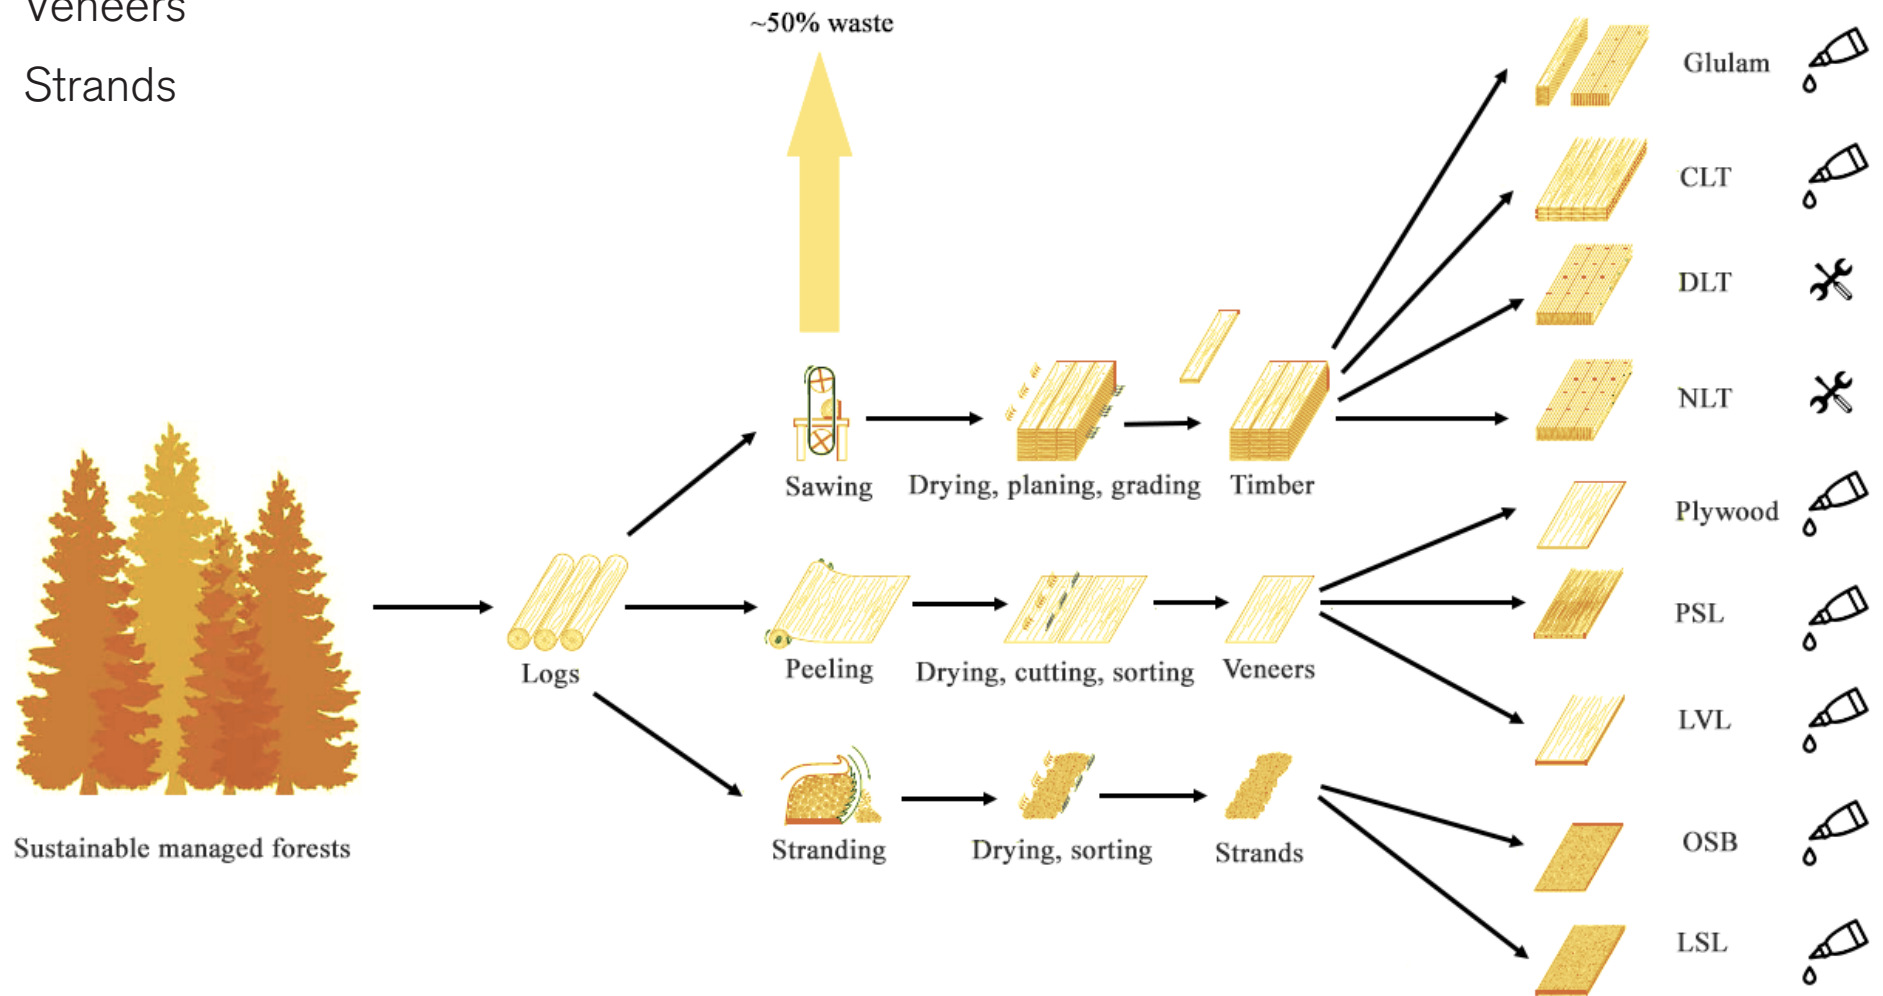 Veneers
Strands
~50% waste
Glulam
CLT
DLT
NLT
Sawing
Drying, planing, grading
Timber
Plywood
PSL
LVL
Logs
Peeling
Drying, cutting, sorting
Veneers
Sustainable managed forests
Stranding
Drying, sorting
Strands
OSB
LSL